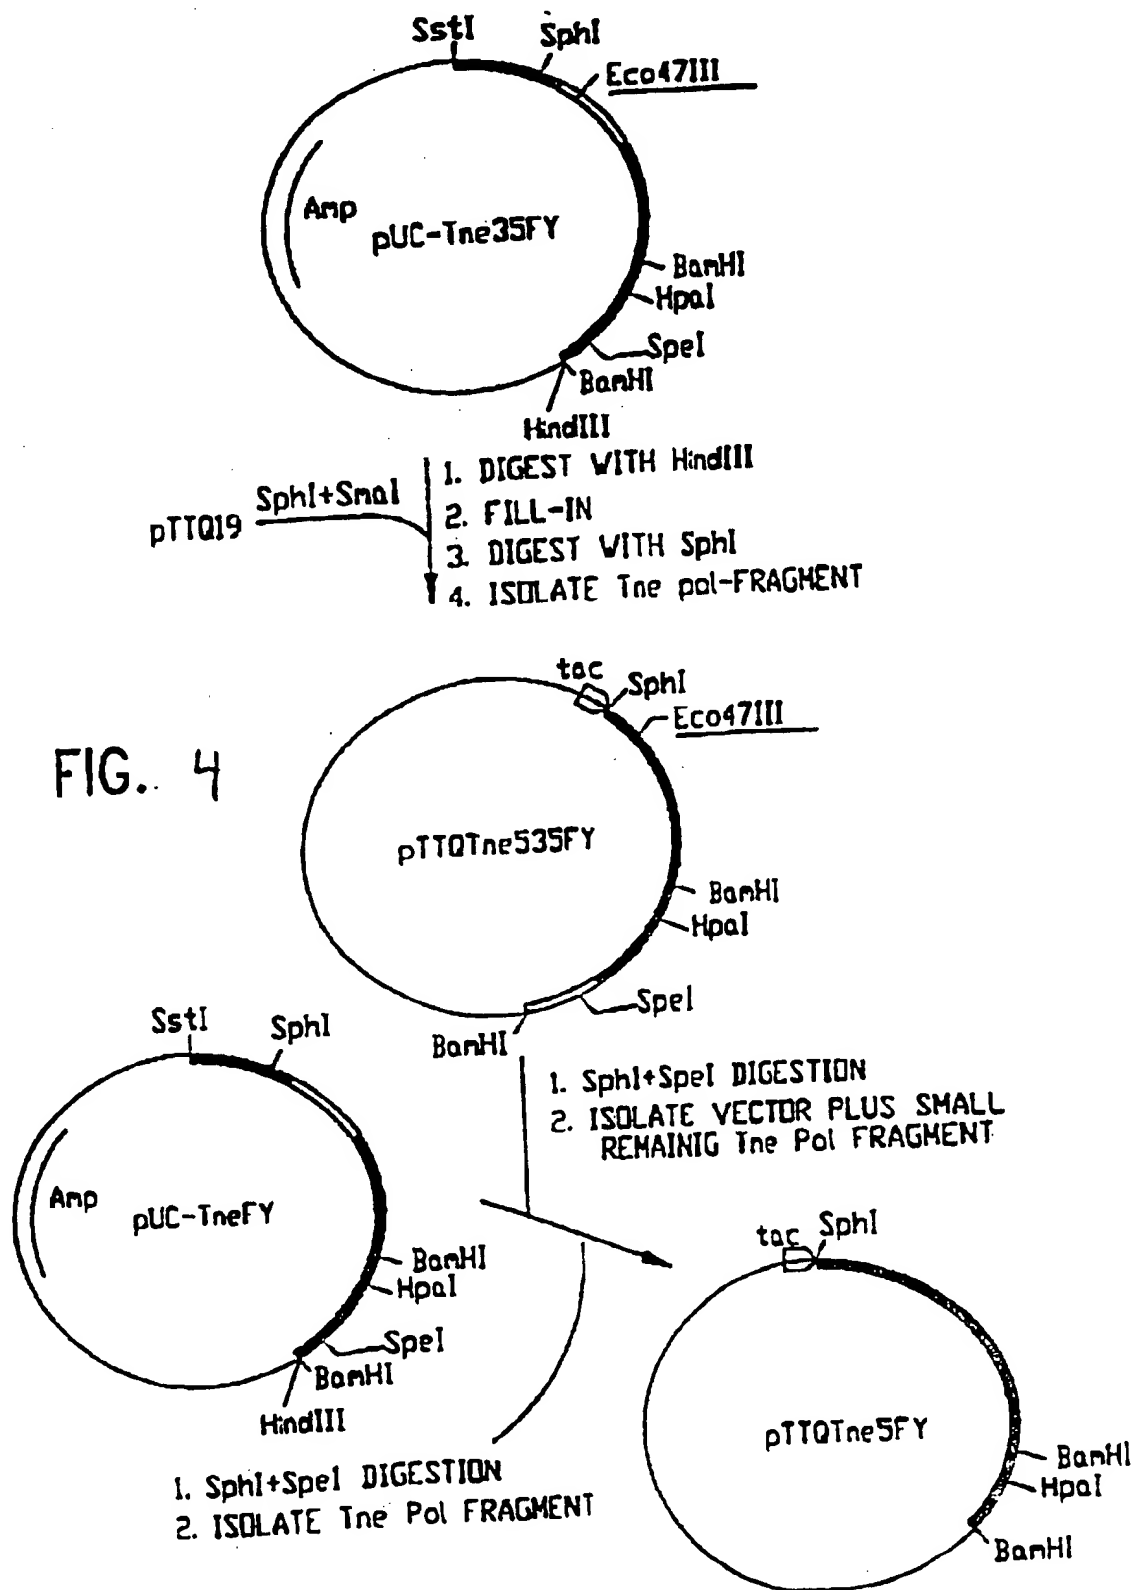 SstI
SphI
Eco47III
Amp
pUC-Tne35FY
BamHI
HpaI
SpeI
BamHI
HindIII
pTTQ19
SphI+SmaI
1. DIGEST WITH HindIII
2. FILL-IN
3. DIGEST WITH SphI
4. ISOLATE Tne pol-FRAGMENT
tac
SphI
Eco47III
FIG. 4
pTTQTne535FY
BamHI
HpaI
SpeI
BamHI
1. SphI+SpeI DIGESTION
2. ISOLATE VECTOR PLUS SMALL
REMAINIG Tne Pol FRAGMENT
SstI
SphI
Amp
pUC-TneFY
BamHI
HpaI
SpeI
BamHI
HindIII
1. SphI+SpeI DIGESTION
2. ISOLATE Tne Pol FRAGMENT
tac
SphI
pTTQTne5FY
BamHI
HpaI
BamHI